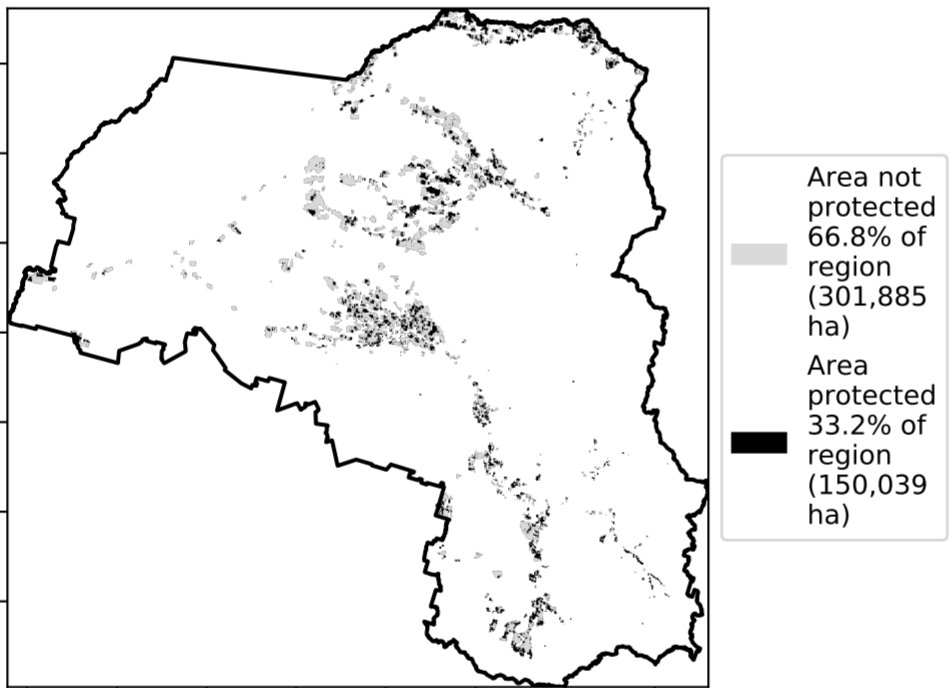 Area not
protected
66.8% of
region
(301,885
ha)
Area
protected
33.2% of
region
(150,039
ha)